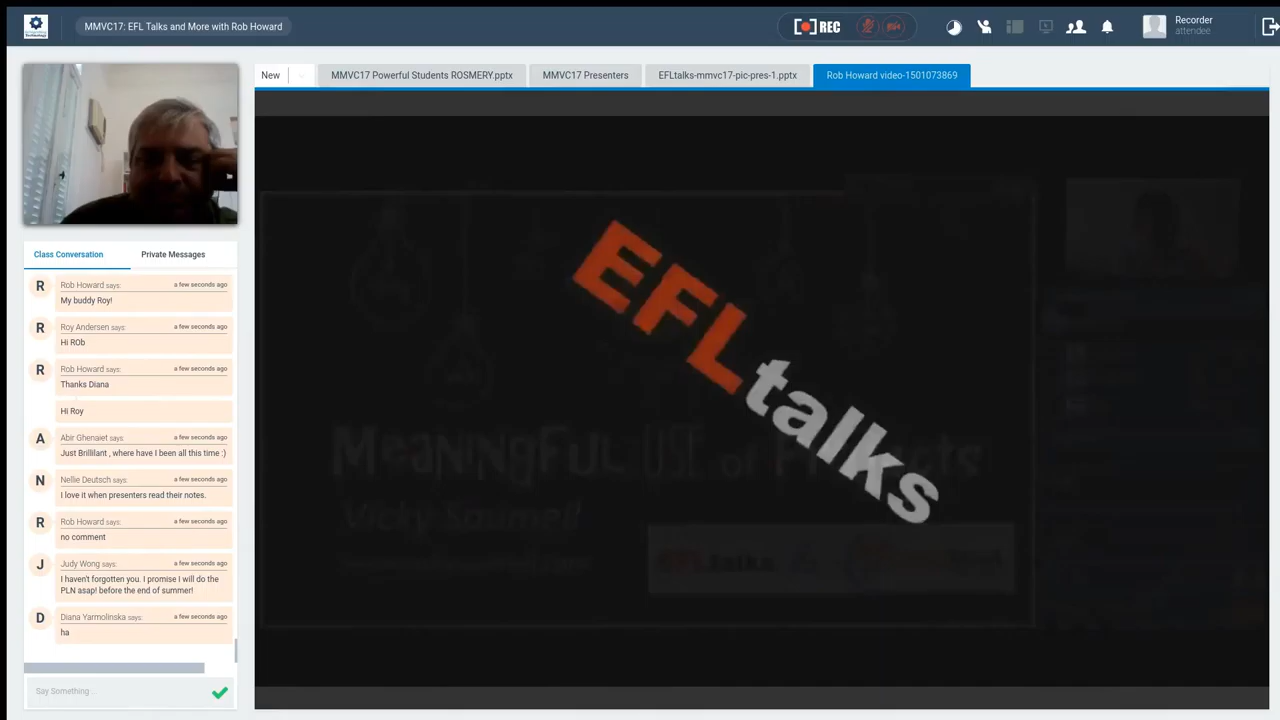 MMVC17: EFL Talks and More with Rob Howard
REC
Recorder
attendee
New
MMVC17 Powerful Students ROSMERY.pptx
MMVC17 Presenters
EFLtalks-mmvc17-pic-pres-1.pptx
Rob Howard video-1501073869
Class Conversation
Private Messages
R
Rob Howard says:
a few seconds ago
My buddy Roy!
R
Roy Andersen says:
a few seconds ago
Hi ROb
R
Rob Howard says:
a few seconds ago
Thanks Diana
Hi Roy
A
Abir Ghenaiet says:
a few seconds ago
Just Brillilant , where have I been all this time :)
N
Nellie Deutsch says:
a few seconds ago
I love it when presenters read their notes.
R
Rob Howard says:
a few seconds ago
no comment
J
Judy Wong says:
a few seconds ago
I haven't forgotten you. I promise I will do the
PLN asap! before the end of summer!
D
Diana Yarmolinska says:
a few seconds ago
ha
Say Something...
EFLtalks